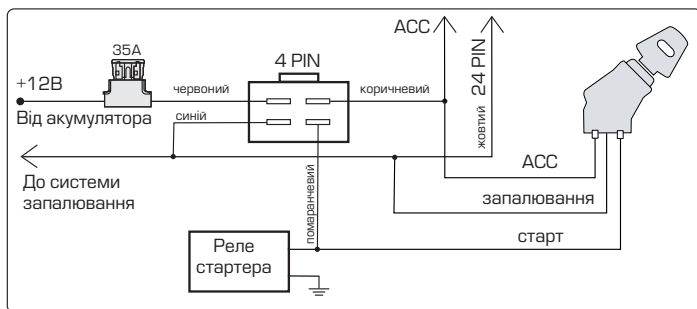 35A
4 PIN
ACC
24 PIN
+12В
червоний
коричневий
жовтий
Від акумулятора
синій
ACC
До системи
запалювання
помаранчевий
запалювання
старт
Реле
стартера